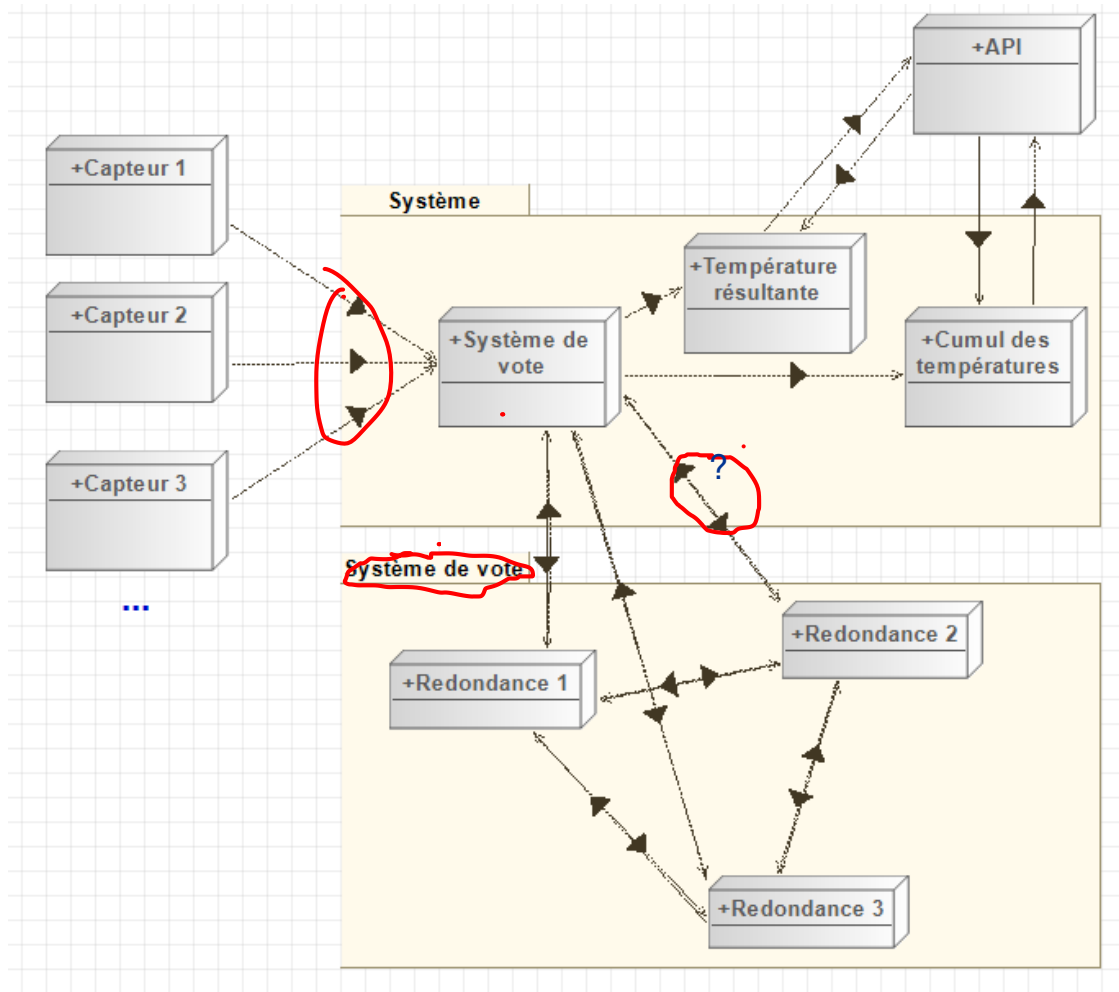 +API
+Capteur 1
Système
+Température
résultante
+Capteur 2
+Système de
vote
+Cumul des
températures
+Capteur 3
?
Système de vote
...
+Redondance 2
+Redondance 1
+Redondance 3